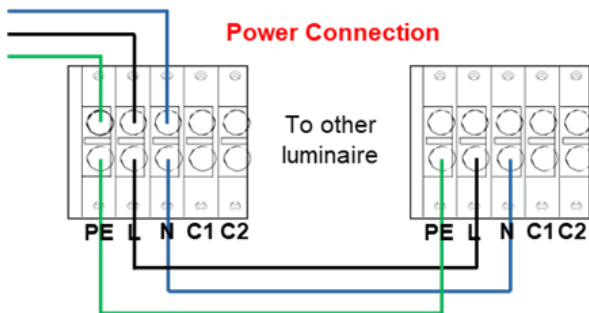 Power Connection
To other
luminaire
PE L N C1 C2
PE L N C1 C2